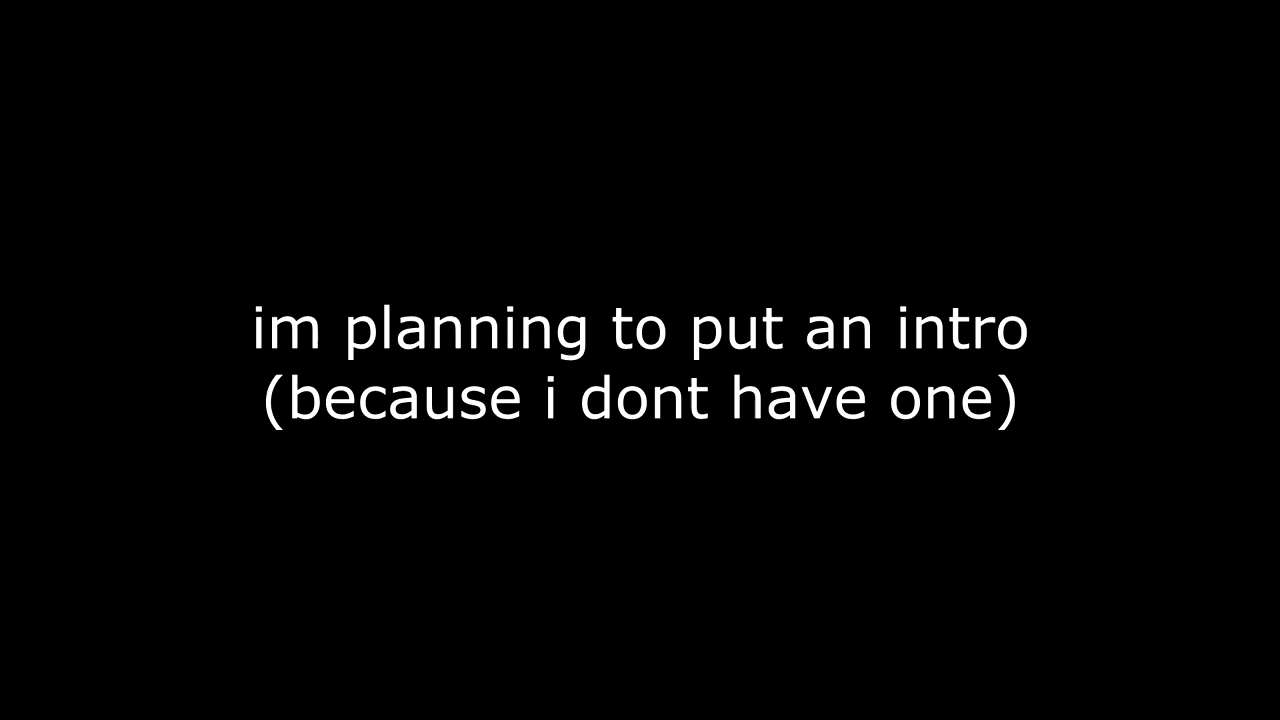 im planning to put an intro
(because i dont have one)